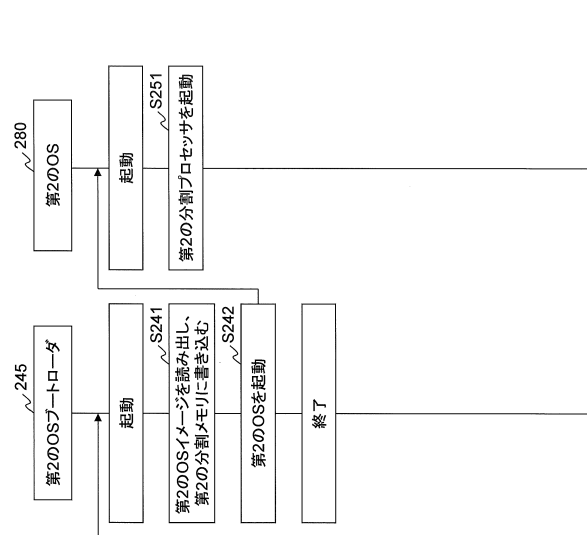 245
第2のOSブートローダ
起動
S241
第2のOSイメージを読み出し、
第2の分割メモリに書き込む
S242
第2のOSを起動
終了
280
第2のOS
起動
S251
第2の分割プロセッサを起動